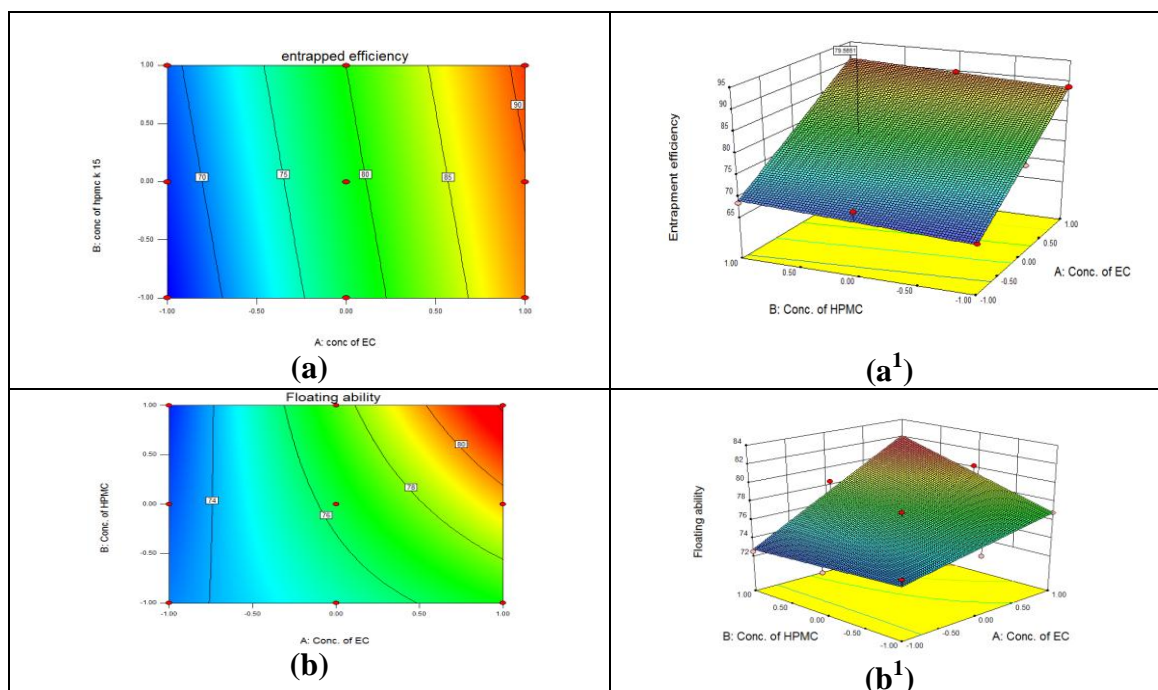 entrapped efficiency
1.00
0.50
0.00
-0.50
-1.00
B: conc of hpmc k 15
70
75
80
85
90
-1.00 -0.50 0.00 0.50 1.00
A: conc of EC
(a)
95
90
85
80
75
70
65
Entrapment efficiency
1.00
0.50
0.00
-0.50
-1.00
B: Conc. of HPMC
1.00
0.50
0.00
-0.50
-1.00
A: Conc. of EC
(a1)
Floating ability
1.00
0.50
0.00
-0.50
-1.00
B: Conc. of HPMC
74
76
78
80
-1.00 -0.50 0.00 0.50 1.00
A: Conc. of EC
(b)
84
82
80
78
76
74
72
Floating ability
1.00
0.50
0.00
-0.50
-1.00
B: Conc. of HPMC
1.00
0.50
0.00
-0.50
-1.00
A: Conc. of EC
(b1)